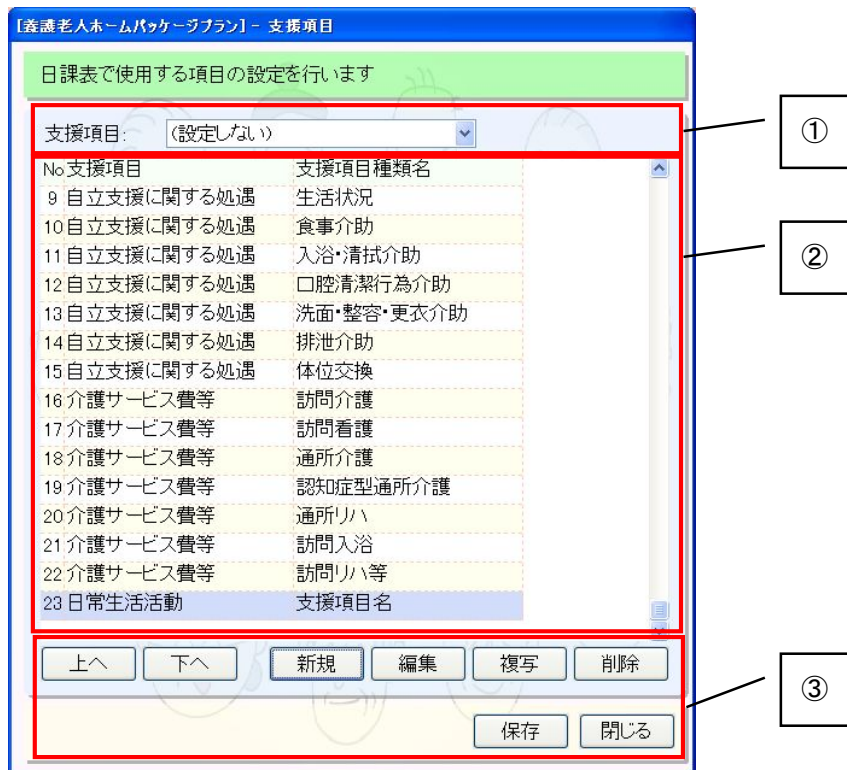 [養護老人ホームパッケージプラン] - 支援項目
日課表で使用する項目の設定を行います
支援項目: (設定しない)
①
No 支援項目 支援項目種類名
9 自立支援に関する処遇 生活状況
10 自立支援に関する処遇 食事介助
②
11 自立支援に関する処遇 入浴・清拭介助
12 自立支援に関する処遇 口腔清潔行為介助
13 自立支援に関する処遇 洗面・整容・更衣介助
14 自立支援に関する処遇 排泄介助
15 自立支援に関する処遇 体位交換
16 介護サービス費等 訪問介護
17 介護サービス費等 訪問看護
18 介護サービス費等 通所介護
19 介護サービス費等 認知症型通所介護
20 介護サービス費等 通所リハ
21 介護サービス費等 訪問入浴
22 介護サービス費等 訪問リハ等
23 日常生活活動 支援項目名
上へ 下へ 新規 編集 複写 削除
③
保存 閉じる